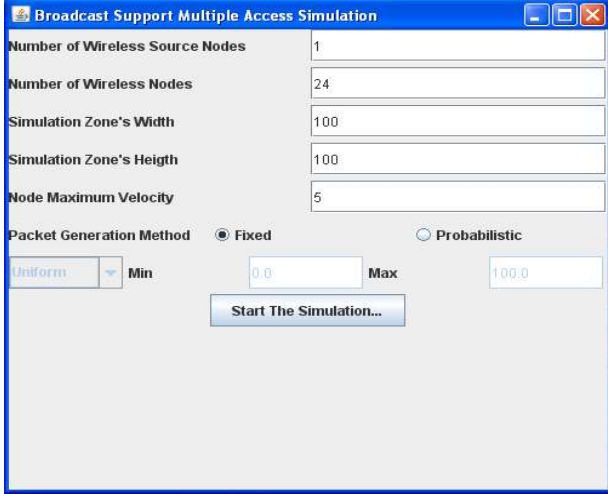 Broadcast Support Multiple Access Simulation
Number of Wireless Source Nodes 1
Number of Wireless Nodes 24
Simulation Zone's Width 100
Simulation Zone's Heigth 100
Node Maximum Velocity 5
Packet Generation Method Fixed Probabilistic
Uniform Min 0.0 Max 100.0
Start The Simulation...